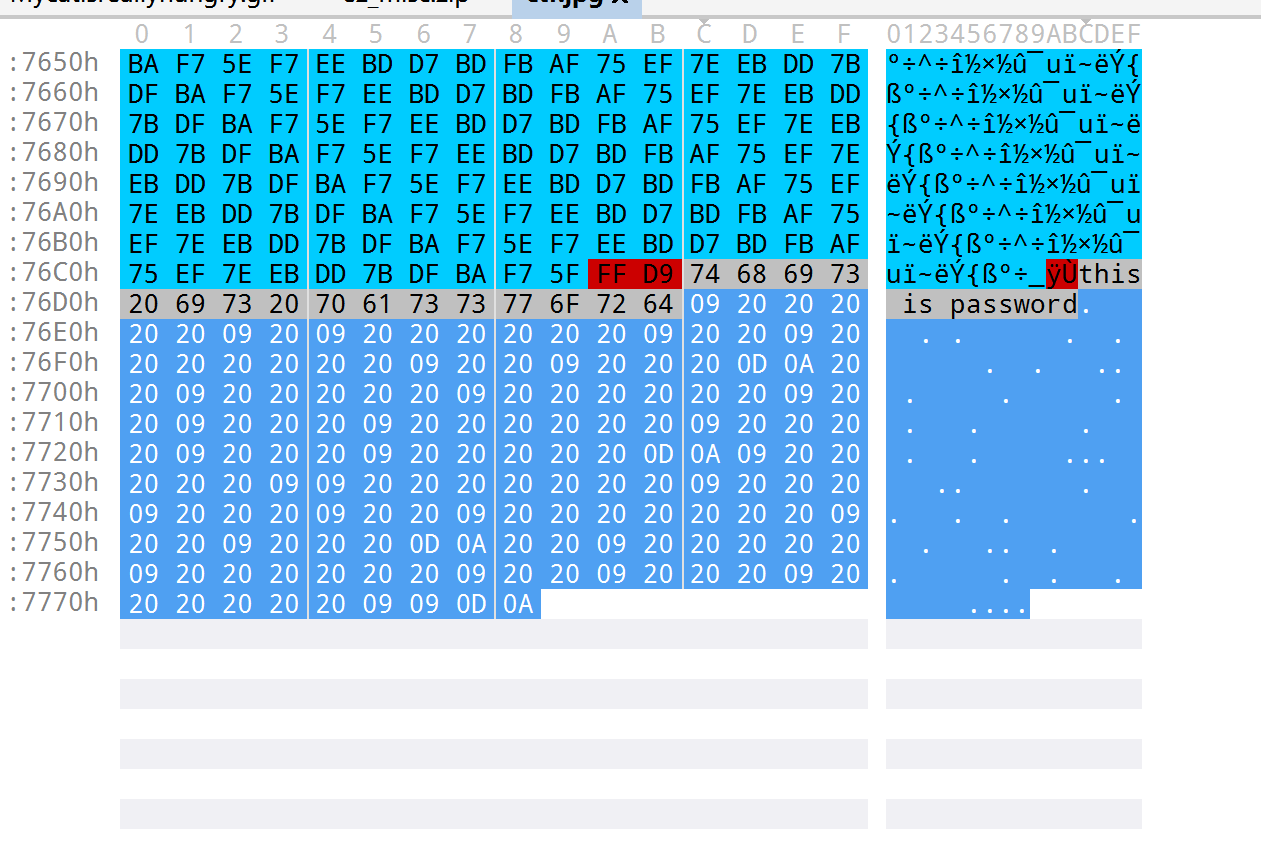 0 1 2 3 4 5 6 7 8 9 A B C D E F 0123456789ABCDEF
:7650h BA F7 5E F7 EE BD D7 BD FB AF 75 EF 7E EB DD 7B º÷^÷î½×½û¯uï~ëÝ{
:7660h DF BA F7 5E F7 EE BD D7 BD FB AF 75 EF 7E EB DD ߺ÷^÷î½×½û¯uï~ëÝ
:7670h 7B DF BA F7 5E F7 EE BD D7 BD FB AF 75 EF 7E EB {ߺ÷^÷î½×½û¯uï~ë
:7680h DD 7B DF BA F7 5E F7 EE BD D7 BD FB AF 75 EF 7E Ý{ߺ÷^÷î½×½û¯uï~
:7690h EB DD 7B DF BA F7 5E F7 EE BD D7 BD FB AF 75 EF ëÝ{ߺ÷^÷î½×½û¯uï
:76A0h 7E EB DD 7B DF BA F7 5E F7 EE BD D7 BD FB AF 75 ~ëÝ{ߺ÷^÷î½×½û¯u
:76B0h EF 7E EB DD 7B DF BA F7 5E F7 EE BD D7 BD FB AF ï~ëÝ{ߺ÷^÷î½×½û¯
:76C0h 75 EF 7E EB DD 7B DF BA F7 5F FF D9 74 68 69 73 uï~ëÝ{ߺ÷_ÿÙthis
:76D0h 20 69 73 20 70 61 73 73 77 6F 72 64 09 20 20 20 is password.
:76E0h 20 20 09 20 09 20 20 20 20 20 20 09 20 20 09 20 . . . .
:76F0h 20 20 20 20 20 20 09 20 20 09 20 20 20 0D 0A 20 . . ..
:7700h 20 09 20 20 20 20 20 09 20 20 20 20 20 20 09 20 . . .
:7710h 20 09 20 20 20 09 20 20 20 20 20 20 09 20 20 20 . . .
:7720h 20 09 20 20 20 09 20 20 20 20 20 0D 0A 09 20 20 . . ...
:7730h 20 20 20 09 09 20 20 20 20 20 20 20 09 20 20 20 .. .
:7740h 09 20 20 20 09 20 20 09 20 20 20 20 20 20 20 09 . . . .
:7750h 20 20 09 20 20 20 0D 0A 20 20 09 20 20 20 20 20 . .. .
:7760h 09 20 20 20 20 20 20 09 20 20 09 20 20 20 09 20 . . . .
:7770h 20 20 20 20 20 09 09 0D 0A ....